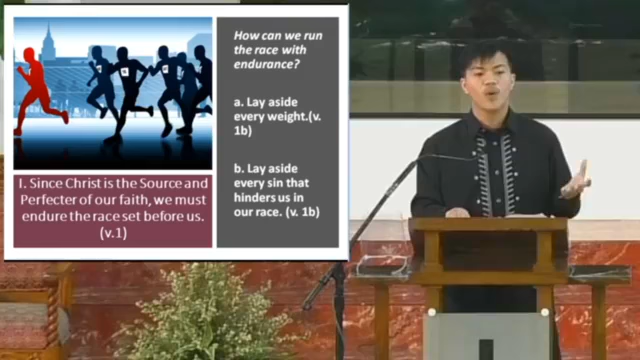 How can we run
the race with
endurance?
a. Lay aside
every weight.(v.
1b)
b. Lay aside
every sin that
hinders us in
our race. (v. 1b)
I. Since Christ is the Source and
Perfecter of our faith, we must
endure the race set before us.
(v.1)